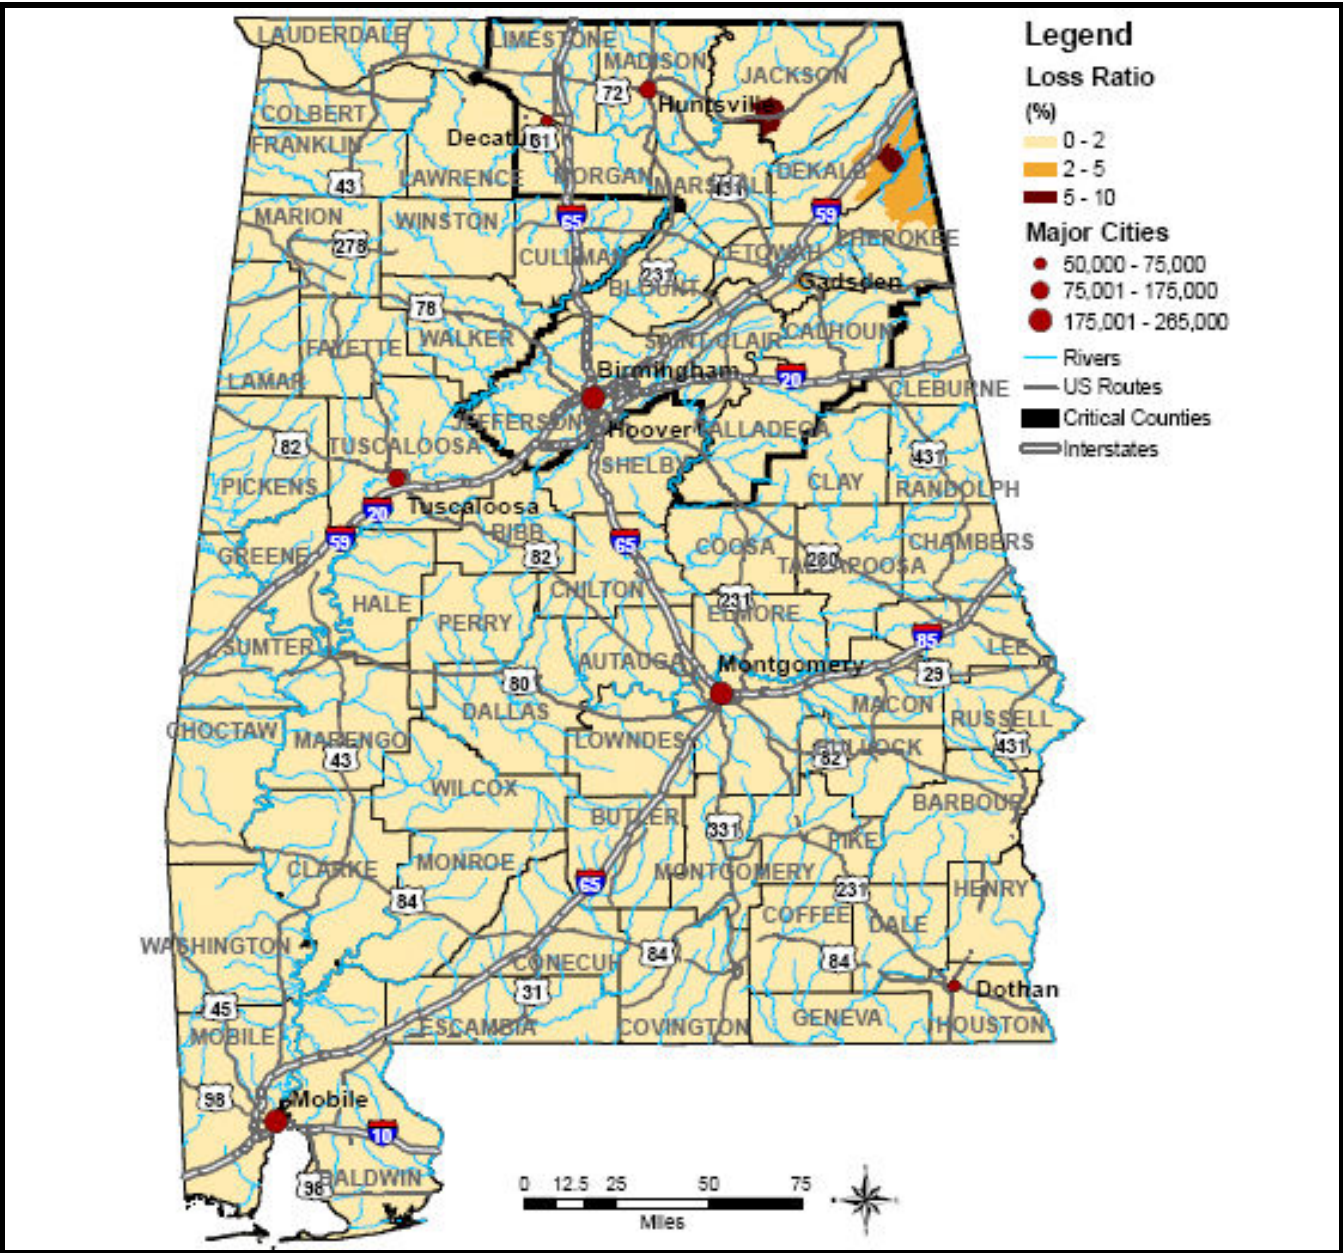 LAUDERDALE
LIMESTONE
MADISON
JACKSON
72
Huntsville
COLBERT
Decatur
31
FRANKLIN
43
LAWRENCE
MORGAN
MARSHALL
431
DEKALB
MARION
WINSTON
65
59
278
CULLMAN
ETOWAH
CHEROKEE
231
BLOUNT
Gadsden
78
WALKER
FAYETTE
SAINT CLAIR
CALHOUN
LAMAR
Birmingham
20
CLEBURNE
JEFFERSON
Hoover
TALLADEGA
82
TUSCALOOSA
SHELBY
431
PICKENS
CLAY
RANDOLPH
20
Tuscaloosa
BIBB
59
82
65
COOSA
280
TALLAPOOSA
CHAMBERS
GREENE
CHILTON
HALE
231
ELMORE
PERRY
85
SUMTER
AUTAUGA
Montgomery
LEE
80
29
DALLAS
MACON
RUSSELL
CHOCTAW
MARENGO
LOWNDES
BULLOCK
431
43
82
WILCOX
BUTLER
BARBOUR
331
PIKE
CLARKE
MONROE
MONTGOMERY
65
231
HENRY
84
COFFEE
DALE
WASHINGTON
84
84
CONECUH
31
Dothan
45
MOBILE
ESCAMBIA
COVINGTON
GENEVA
HOUSTON
98
Mobile
10
98
BALDWIN
0 12.5 25 50 75
Miles
Legend
Loss Ratio
(%)
0 - 2
2 - 5
5 - 10
Major Cities
50,000 - 75,000
75,001 - 175,000
175,001 - 265,000
Rivers
US Routes
Critical Counties
Interstates